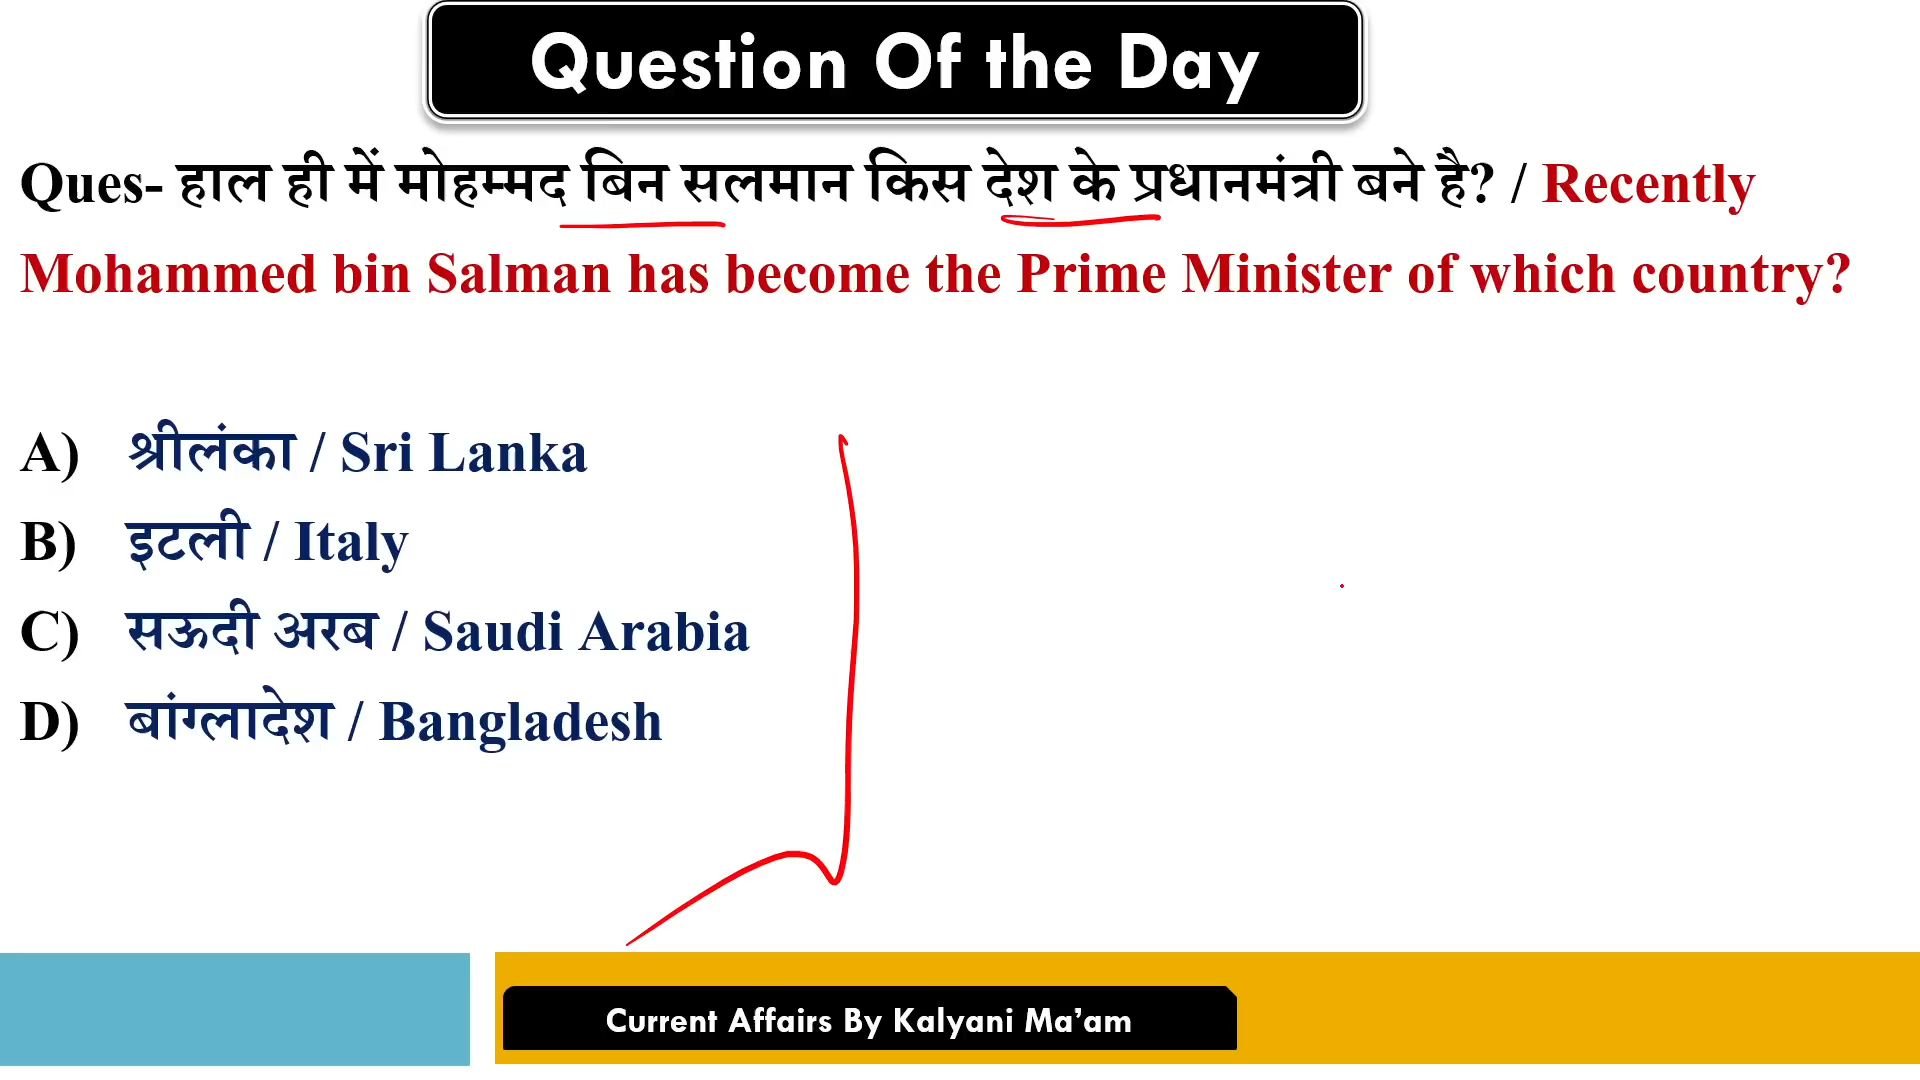 Question Of the Day
Ques- हाल ही में मोहम्मद बिन सलमान किस देश के प्रधानमंत्री बने है? / Recently
Mohammed bin Salman has become the Prime Minister of which country?
A) श्रीलंका / Sri Lanka
B) इटली / Italy
C) सऊदी अरब / Saudi Arabia
D) बांग्लादेश / Bangladesh
Current Affairs By Kalyani Ma’am